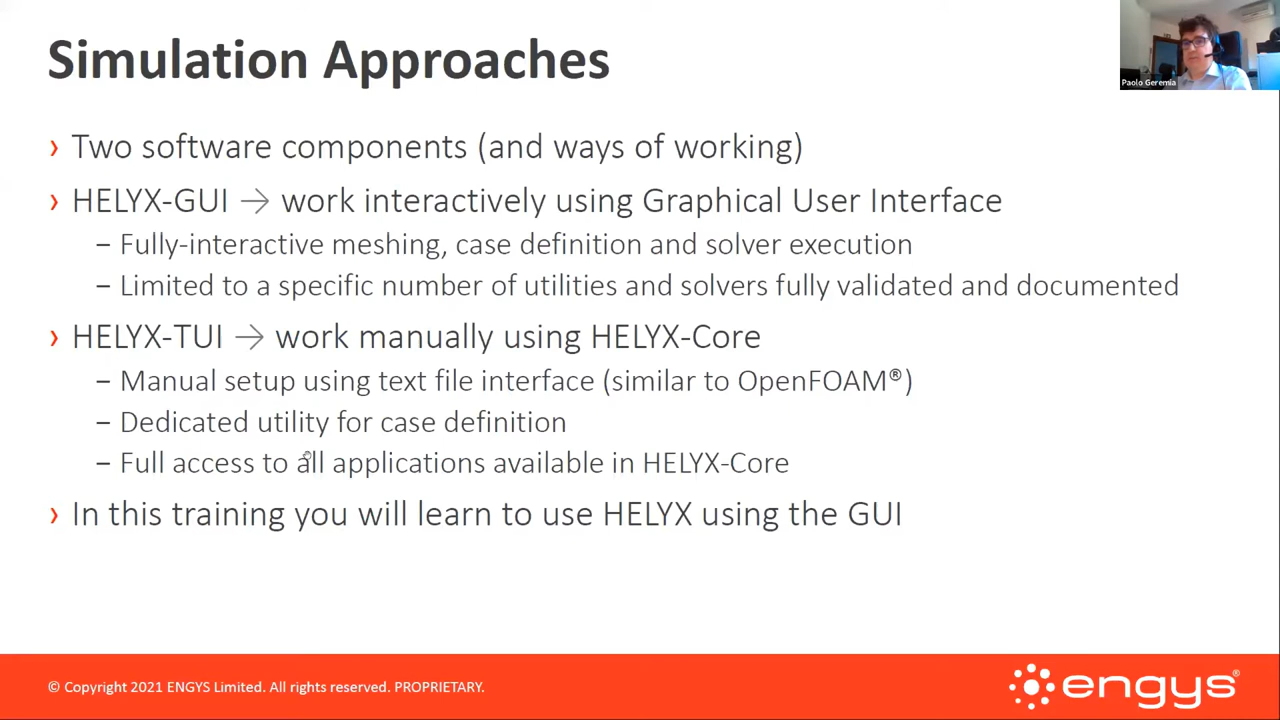 Simulation Approaches
Paolo Geremia
› Two software components (and ways of working)
› HELYX-GUI → work interactively using Graphical User Interface
– Fully-interactive meshing, case definition and solver execution
– Limited to a specific number of utilities and solvers fully validated and documented
› HELYX-TUI → work manually using HELYX-Core
– Manual setup using text file interface (similar to OpenFOAM®)
– Dedicated utility for case definition
– Full access to all applications available in HELYX-Core
› In this training you will learn to use HELYX using the GUI
© Copyright 2021 ENGYS Limited. All rights reserved. PROPRIETARY.
engys®